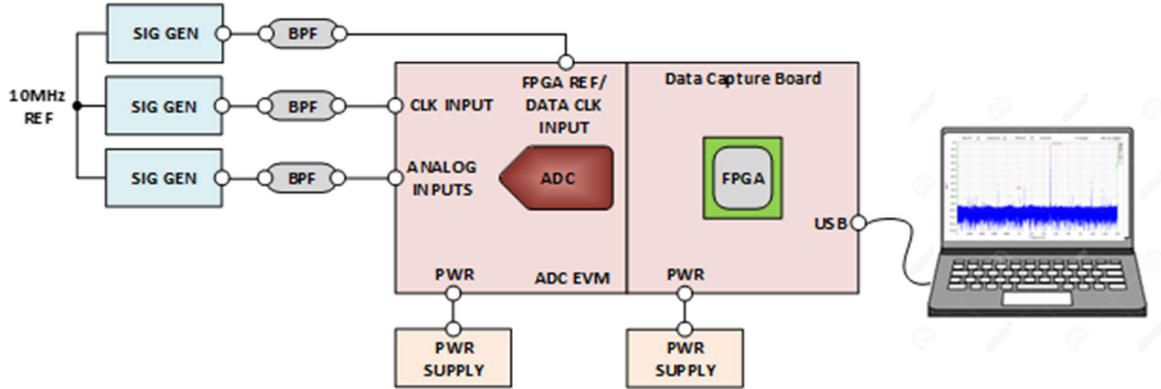 SIG GEN
BPF
10MHz
REF
SIG GEN
BPF
SIG GEN
BPF
CLK INPUT
ANALOG
INPUTS
FPGA REF/
DATA CLK
INPUT
ADC
PWR
ADC EVM
Data Capture Board
FPGA
USB
PWR
PWR
SUPPLY
PWR
SUPPLY